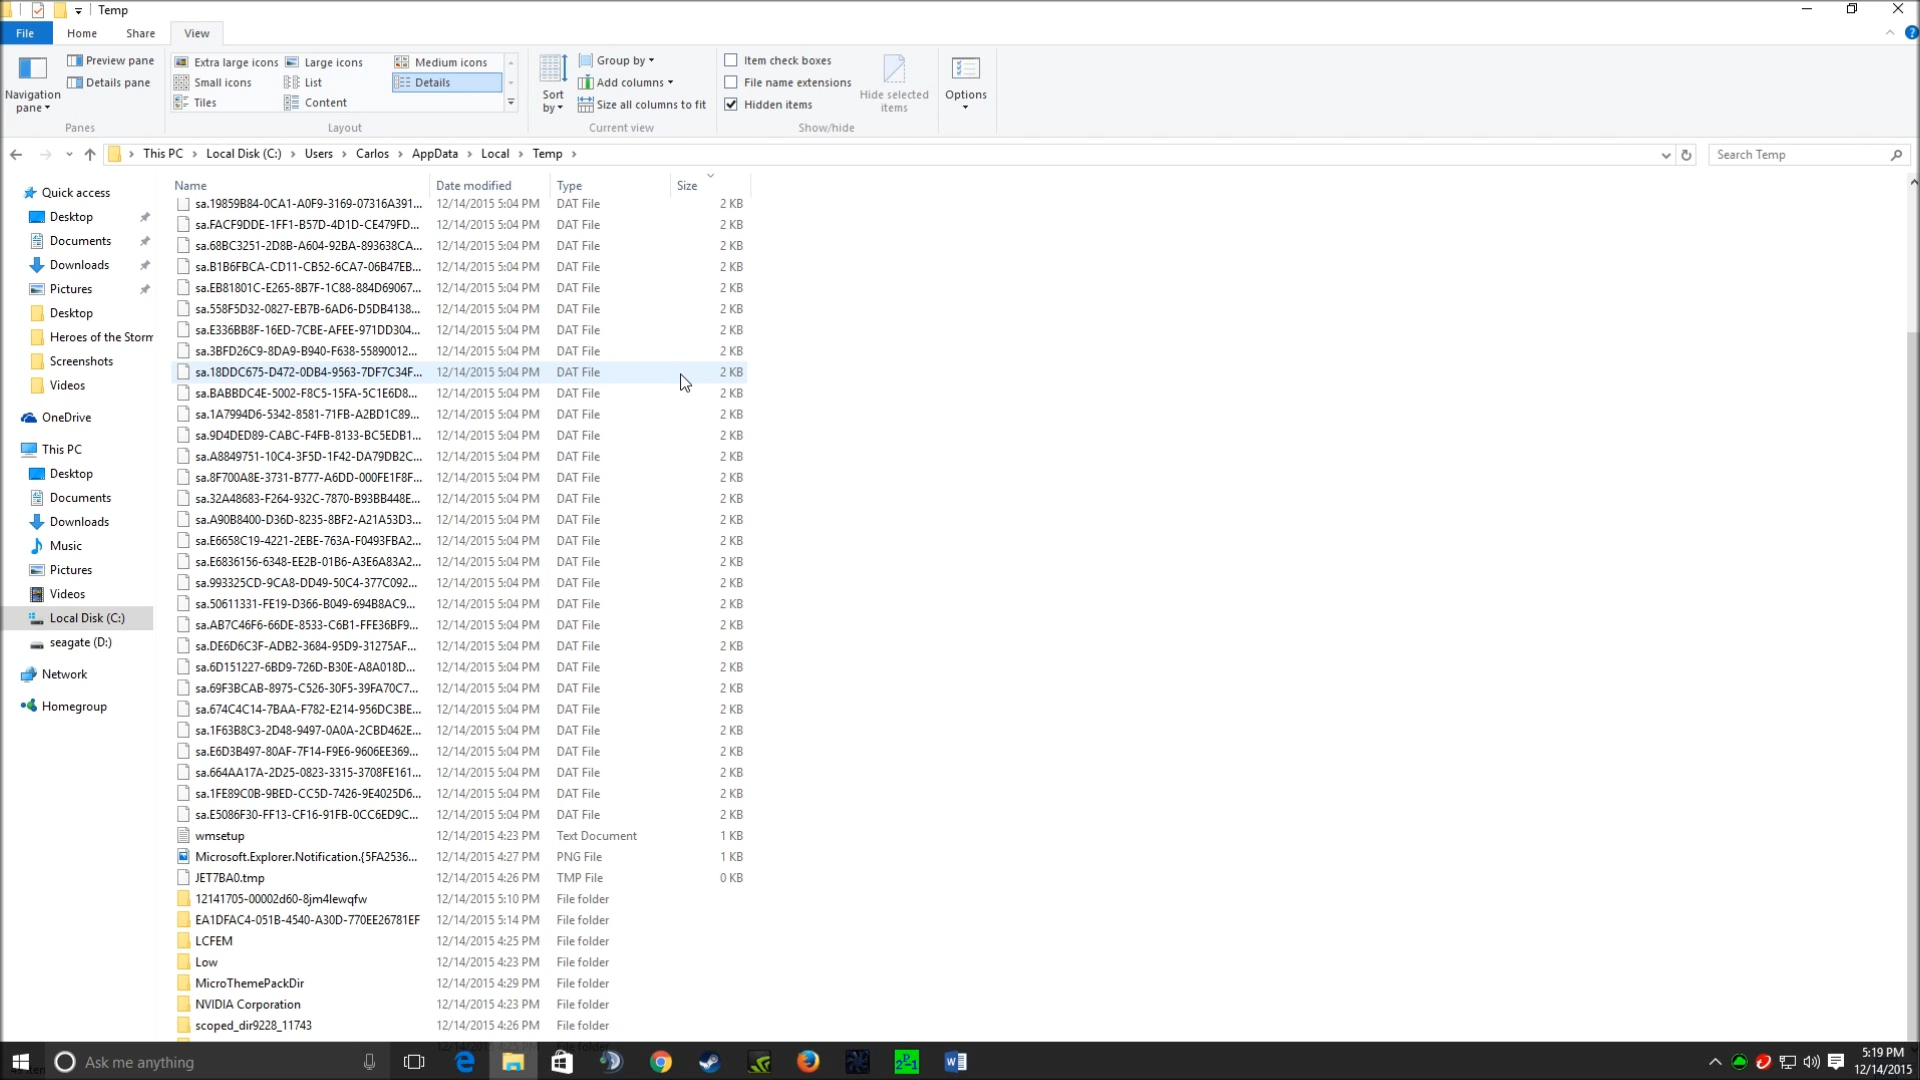 Temp
File Home Share View
Navigation pane
Preview pane
Details pane
Panes
Extra large icons Large icons Medium icons
Small icons List Details
Tiles Content
Layout
Sort by
Group by
Add columns
Size all columns to fit
Current view
Item check boxes
File name extensions
Hidden items
Hide selected items
Show/hide
Options
This PC Local Disk (C:) Users Carlos AppData Local Temp
Search Temp
Quick access
Desktop
Documents
Downloads
Pictures
Desktop
Heroes of the Storm
Screenshots
Videos
OneDrive
This PC
Desktop
Documents
Downloads
Music
Pictures
Videos
Local Disk (C:)
seagate (D:)
Network
Homegroup
Name Date modified Type Size
sa.19859B84-0CA1-A0F9-3169-07316A391... 12/14/2015 5:04 PM DAT File 2 KB
sa.FACF9DDE-1FF1-B57D-4D1D-CE479FD... 12/14/2015 5:04 PM DAT File 2 KB
sa.68BC3251-2D8B-A604-92BA-893638CA... 12/14/2015 5:04 PM DAT File 2 KB
sa.B1B6FBCA-CD11-CB52-6CA7-06B47EB... 12/14/2015 5:04 PM DAT File 2 KB
sa.EB81801C-E265-8B7F-1C88-884D69067... 12/14/2015 5:04 PM DAT File 2 KB
sa.558F5D32-0827-EB7B-6AD6-D5DB4138... 12/14/2015 5:04 PM DAT File 2 KB
sa.E336BB8F-16ED-7CBE-AFEE-971DD304... 12/14/2015 5:04 PM DAT File 2 KB
sa.3BFD26C9-8DA9-B940-F638-55890012... 12/14/2015 5:04 PM DAT File 2 KB
sa.18DDC675-D472-0DB4-9563-7DF7C34F... 12/14/2015 5:04 PM DAT File 2 KB
sa.BABBDC4E-5002-F8C5-15FA-5C1E6D8... 12/14/2015 5:04 PM DAT File 2 KB
sa.1A7994D6-5342-8581-71FB-A2BD1C89... 12/14/2015 5:04 PM DAT File 2 KB
sa.9D4DED89-CABC-F4FB-8133-BC5EDB1... 12/14/2015 5:04 PM DAT File 2 KB
sa.A8849751-10C4-3F5D-1F42-DA79DB2C... 12/14/2015 5:04 PM DAT File 2 KB
sa.8F700A8E-3731-B777-A6DD-000FE1F8F... 12/14/2015 5:04 PM DAT File 2 KB
sa.32A48683-F264-932C-7870-B93BB448E... 12/14/2015 5:04 PM DAT File 2 KB
sa.A90B8400-D36D-8235-8BF2-A21A53D3... 12/14/2015 5:04 PM DAT File 2 KB
sa.E6658C19-4221-2EBE-763A-F0493FBA2... 12/14/2015 5:04 PM DAT File 2 KB
sa.E6836156-6348-EE2B-01B6-A3E6A83A2... 12/14/2015 5:04 PM DAT File 2 KB
sa.993325CD-9CA8-DD49-50C4-377C092... 12/14/2015 5:04 PM DAT File 2 KB
sa.50611331-FE19-D366-B049-694B8AC9... 12/14/2015 5:04 PM DAT File 2 KB
sa.AB7C46F6-66DE-8533-C6B1-FFE36BF9... 12/14/2015 5:04 PM DAT File 2 KB
sa.DE6D6C3F-ADB2-3684-95D9-31275AF... 12/14/2015 5:04 PM DAT File 2 KB
sa.6D151227-6BD9-726D-B30E-A8A018D... 12/14/2015 5:04 PM DAT File 2 KB
sa.69F3BCAB-8975-C526-30F5-39FA70C7... 12/14/2015 5:04 PM DAT File 2 KB
sa.674C4C14-7BAA-F782-E214-956DC3BE... 12/14/2015 5:04 PM DAT File 2 KB
sa.1F63B8C3-2D48-9497-0A0A-2CBD462E... 12/14/2015 5:04 PM DAT File 2 KB
sa.E6D3B497-80AF-7F14-F9E6-9606EE369... 12/14/2015 5:04 PM DAT File 2 KB
sa.664AA17A-2D25-0823-3315-3708FE161... 12/14/2015 5:04 PM DAT File 2 KB
sa.1FE89C0B-9BED-CC5D-7426-9E4025D6... 12/14/2015 5:04 PM DAT File 2 KB
sa.E5086F30-FF13-CF16-91FB-0CC6ED9C... 12/14/2015 5:04 PM DAT File 2 KB
wmsetup 12/14/2015 4:23 PM Text Document 1 KB
Microsoft.Explorer.Notification.{5FA2536... 12/14/2015 4:27 PM PNG File 1 KB
JET7BA0.tmp 12/14/2015 4:26 PM TMP File 0 KB
12141705-00002d60-8jm4lewqfw 12/14/2015 5:10 PM File folder
EA1DFAC4-051B-4540-A30D-770EE26781EF 12/14/2015 5:14 PM File folder
LCFEM 12/14/2015 4:25 PM File folder
Low 12/14/2015 4:23 PM File folder
MicroThemePackDir 12/14/2015 4:29 PM File folder
NVIDIA Corporation 12/14/2015 4:23 PM File folder
scoped_dir9228_11743 12/14/2015 4:26 PM File folder
Ask me anything
5:19 PM
12/14/2015